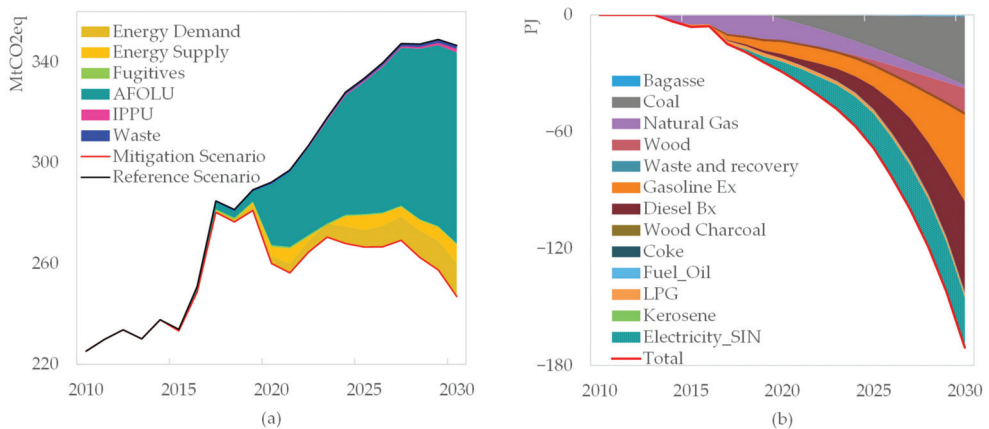 MtCO2eq
340
300
260
220
Energy Demand
Energy Supply
Fugitives
AFOLU
IPPU
Waste
Mitigation Scenario
Reference Scenario
2010
2015
2020
2025
2030
(a)
PJ
0
−60
−120
−180
Bagasse
Coal
Natural Gas
Wood
Waste and recovery
Gasoline Ex
Diesel Bx
Wood Charcoal
Coke
Fuel_Oil
LPG
Kerosene
Electricity_SIN
Total
2010
2015
2020
2025
2030
(b)